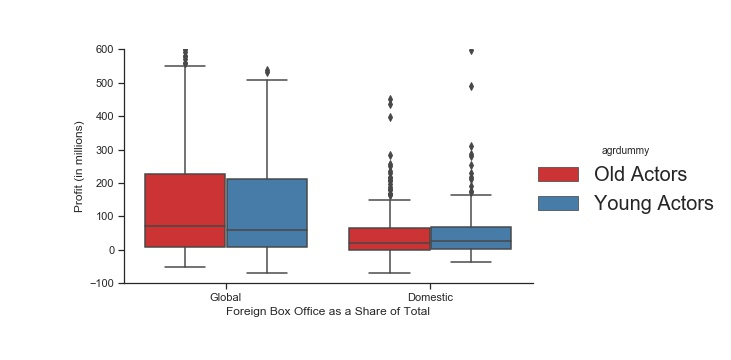 600
500
400
300
200
100
0
−100
Profit (in millions)
Global
Domestic
Foreign Box Office as a Share of Total
agrdummy
Old Actors
Young Actors